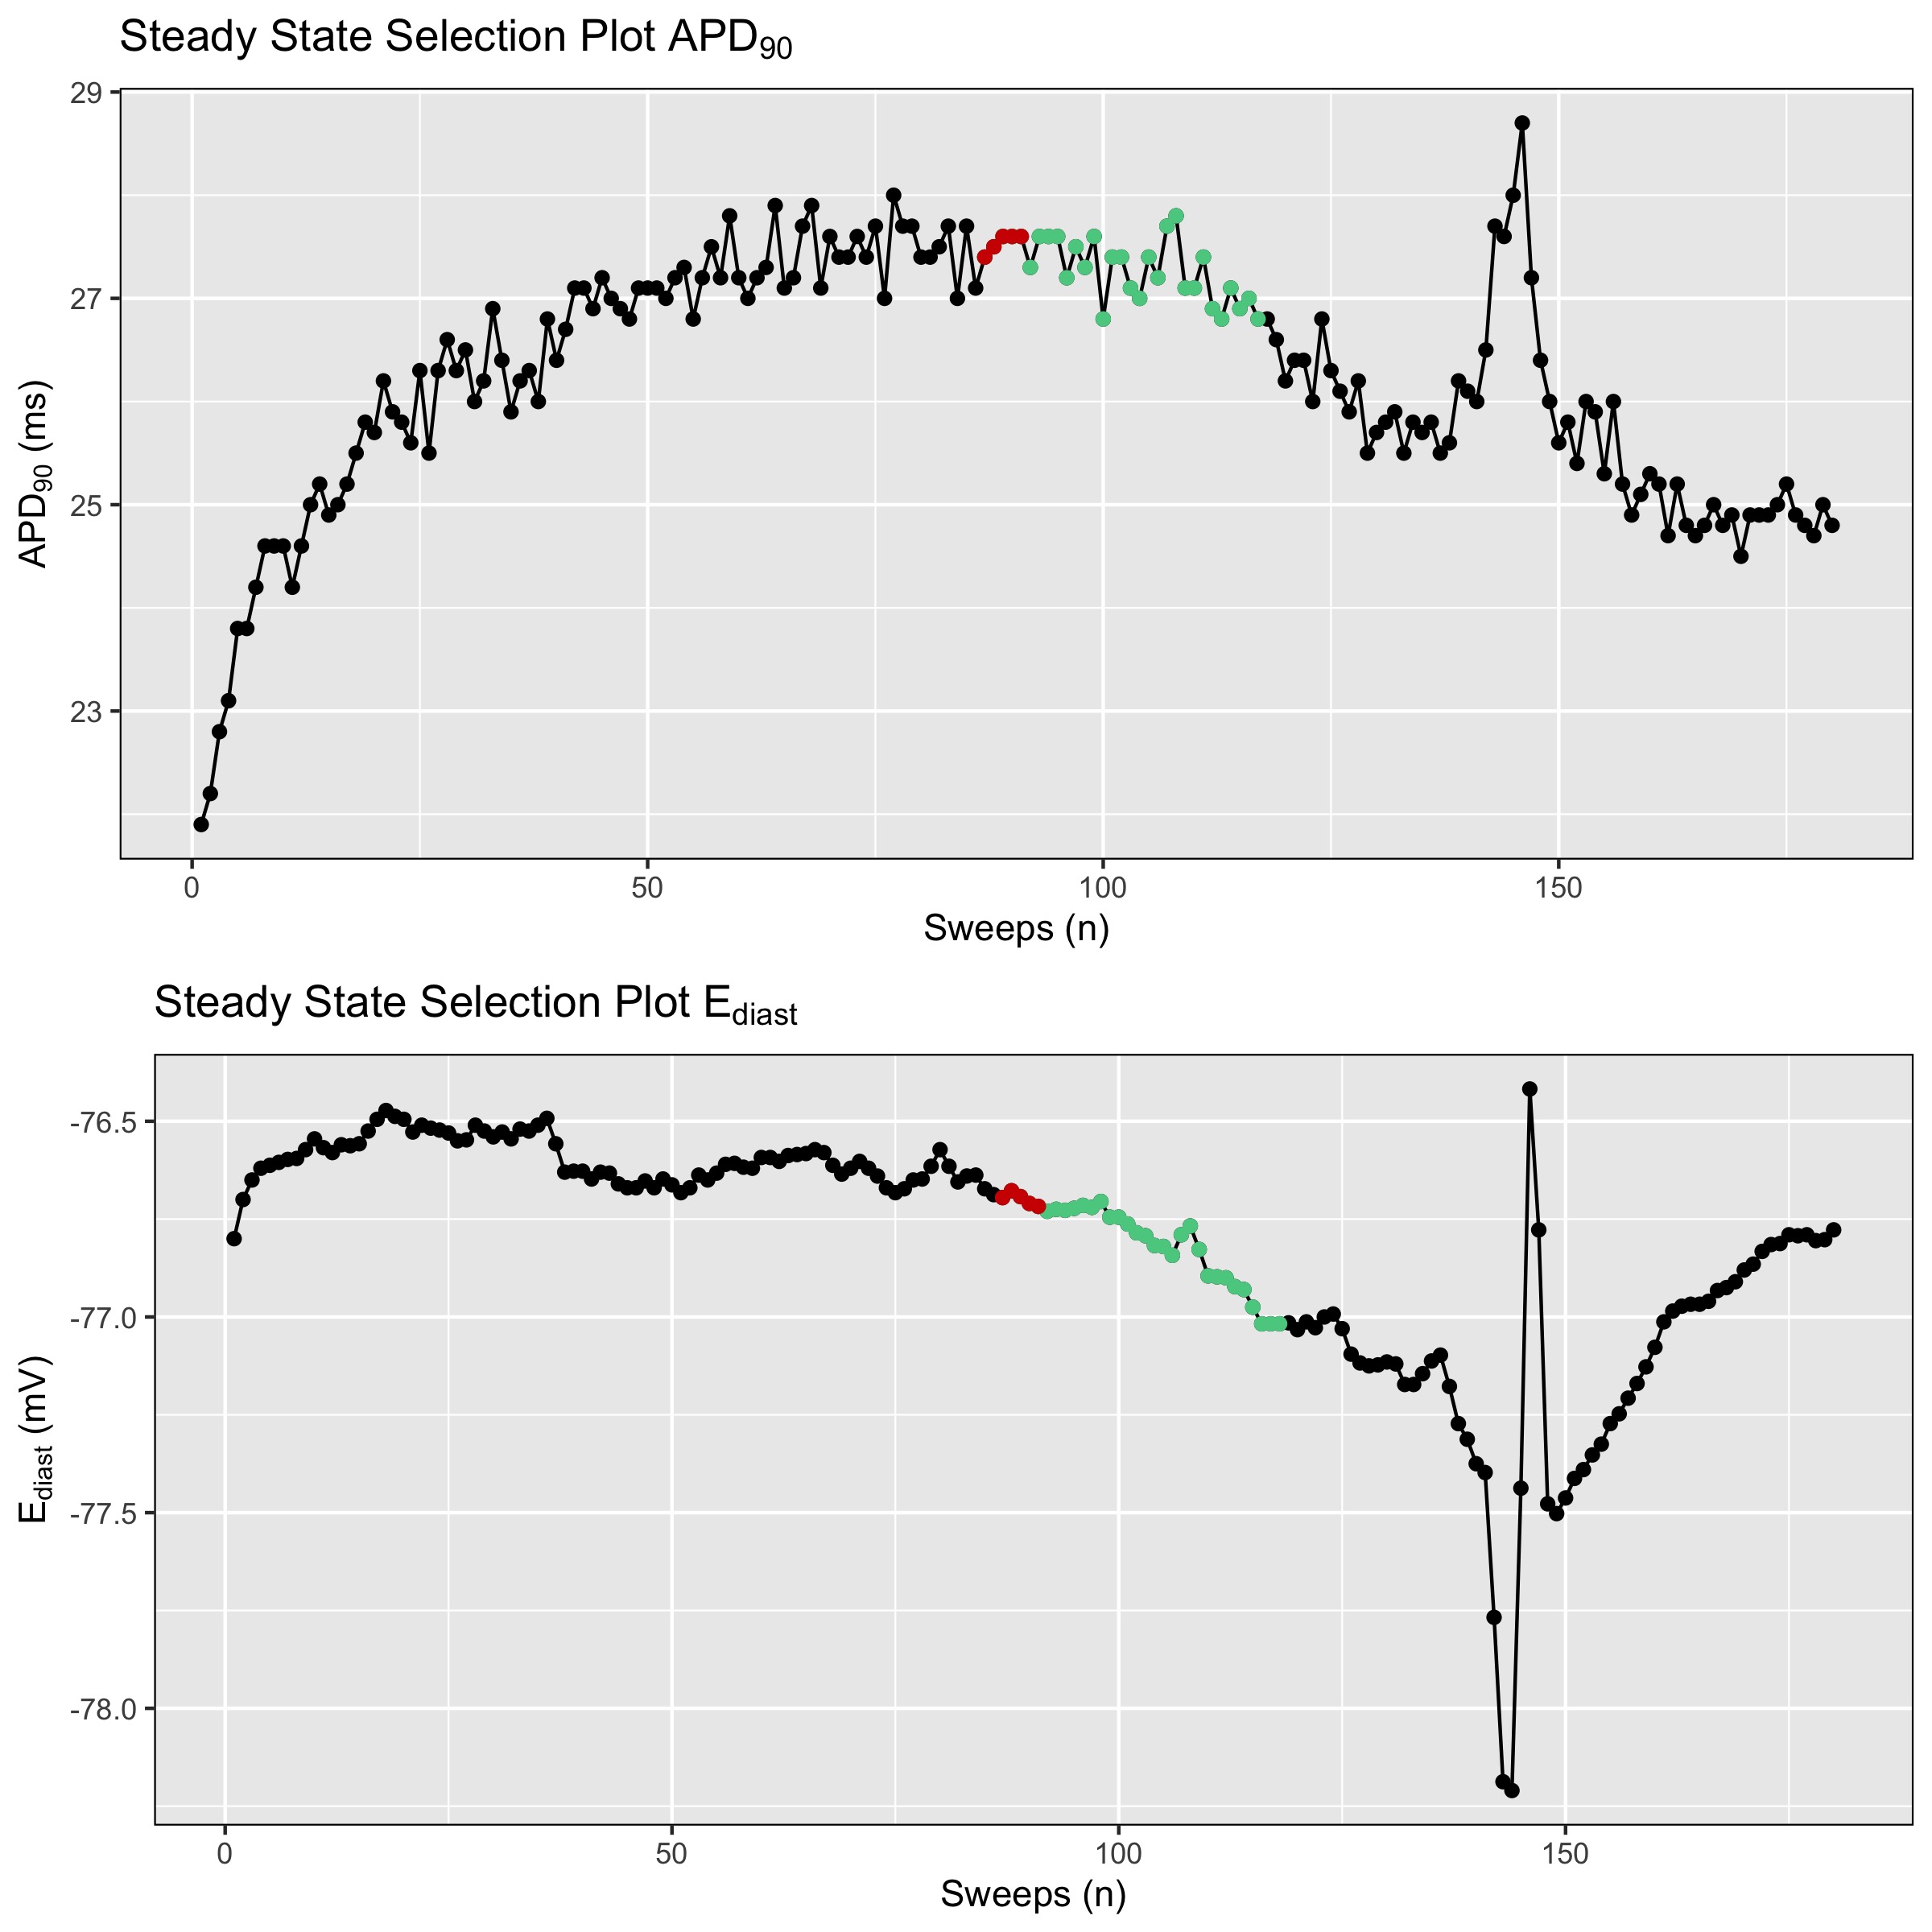 Steady State Selection Plot APD90
29
27
25
23
APD90 (ms)
0 50 100 150
Sweeps (n)
Steady State Selection Plot Ediast
-76.5
-77.0
-77.5
-78.0
Ediast (mV)
0 50 100 150
Sweeps (n)